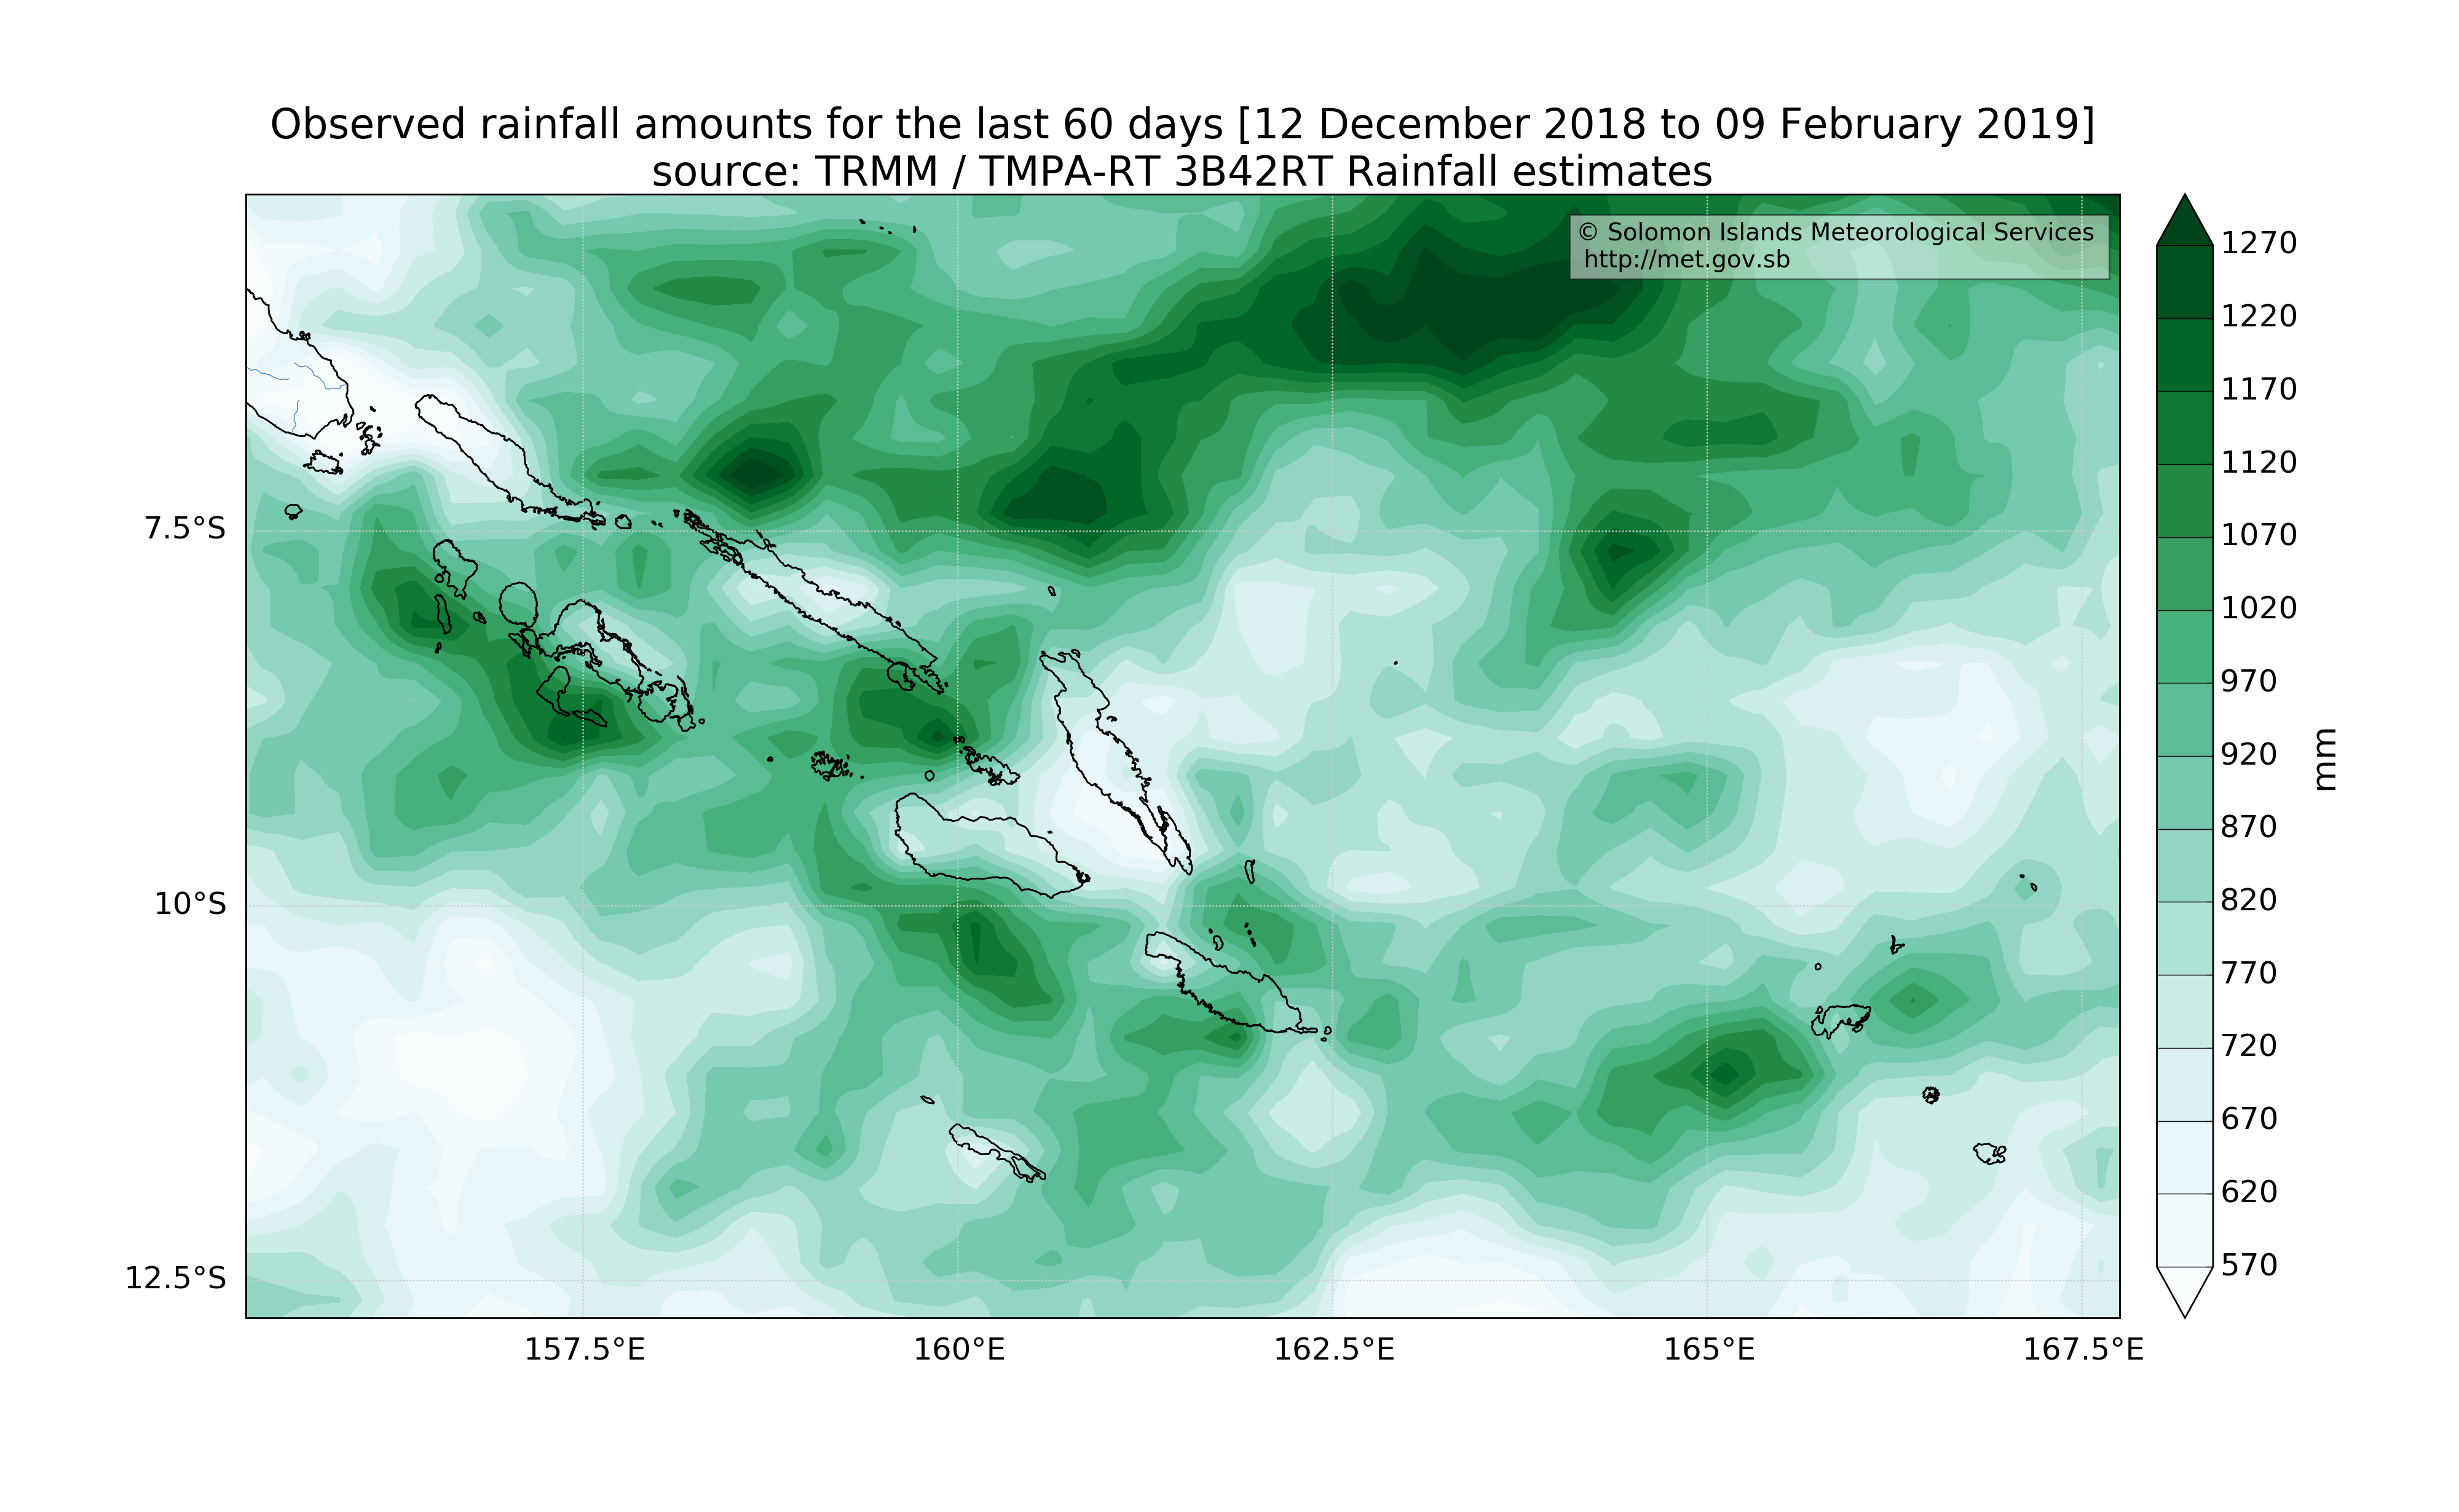 Observed rainfall amounts for the last 60 days [12 December 2018 to 09 February 2019]
source: TRMM / TMPA-RT 3B42RT Rainfall estimates
© Solomon Islands Meteorological Services
http://met.gov.sb
7.5°S
10°S
12.5°S
157.5°E
160°E
162.5°E
165°E
167.5°E
1270
1220
1170
1120
1070
1020
970
920
870
820
770
720
670
620
570
mm